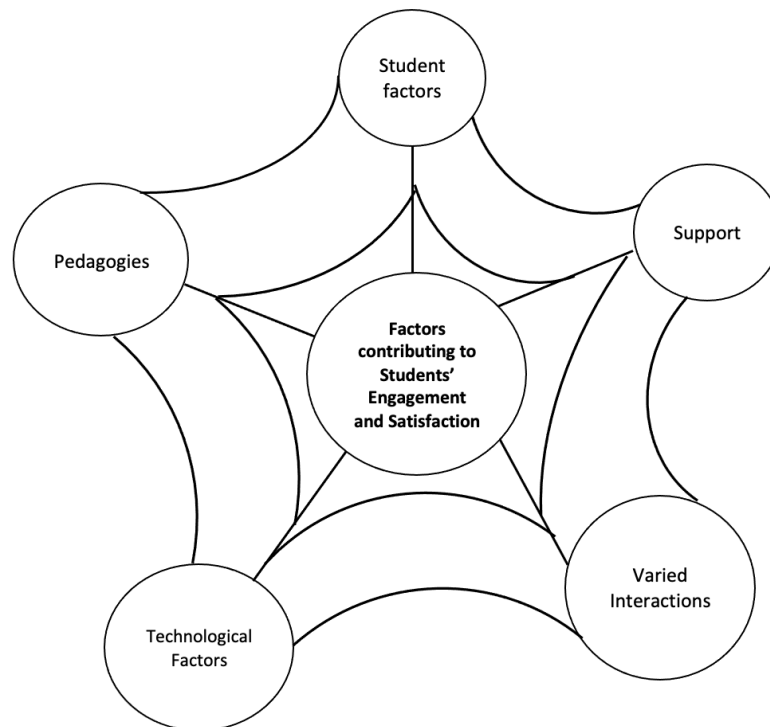 Student
factors
Pedagogies
Support
Factors
contributing to
Students’
Engagement
and Satisfaction
Technological
Factors
Varied
Interactions